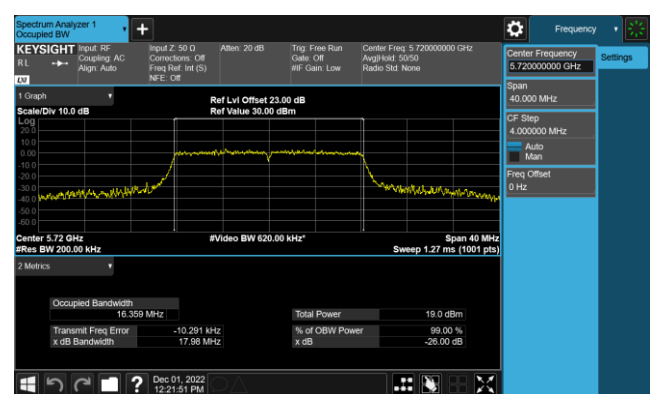 Spectrum Analyzer 1
Occupied BW
Frequency
KEYSIGHT
RL
LXI
Input: RF
Coupling: AC
Align: Auto
Input Z: 50 Ω
Corrections: Off
Freq Ref: Int (S)
NFE: Off
Atten: 20 dB
Trig: Free Run
Gate: Off
#IF Gain: Low
Center Freq: 5.720000000 GHz
Avg|Hold: 50/50
Radio Std: None
Center Frequency
5.720000000 GHz
Settings
Span
40.000 MHz
CF Step
4.000000 MHz
Auto
Man
Freq Offset
0 Hz
1 Graph
Scale/Div 10.0 dB
Ref Lvl Offset 23.00 dB
Ref Value 30.00 dBm
Log
20.0
10.0
0.00
-10.0
-20.0
-30.0
-40.0
-50.0
-60.0
Center 5.72 GHz
#Video BW 620.00 kHz*
Span 40 MHz
#Res BW 200.00 kHz
Sweep 1.27 ms (1001 pts)
2 Metrics
Occupied Bandwidth
16.359 MHz
Total Power 19.0 dBm
Transmit Freq Error -10.291 kHz
% of OBW Power 99.00 %
x dB Bandwidth 17.98 MHz
x dB -26.00 dB
Dec 01, 2022
12:21:51 PM